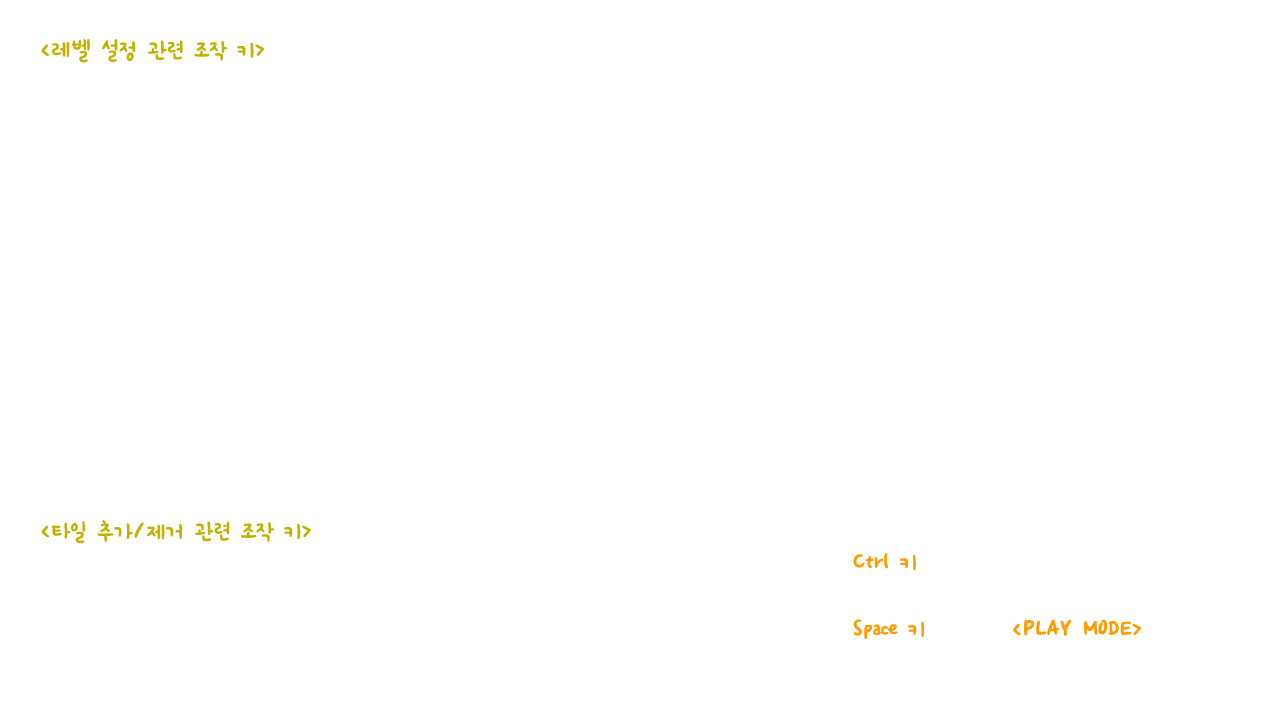 <레벨 설정 관련 조작 키>
<타일 추가/제거 관련 조작 키>
Ctrl 키
Space 키 <PLAY MODE>